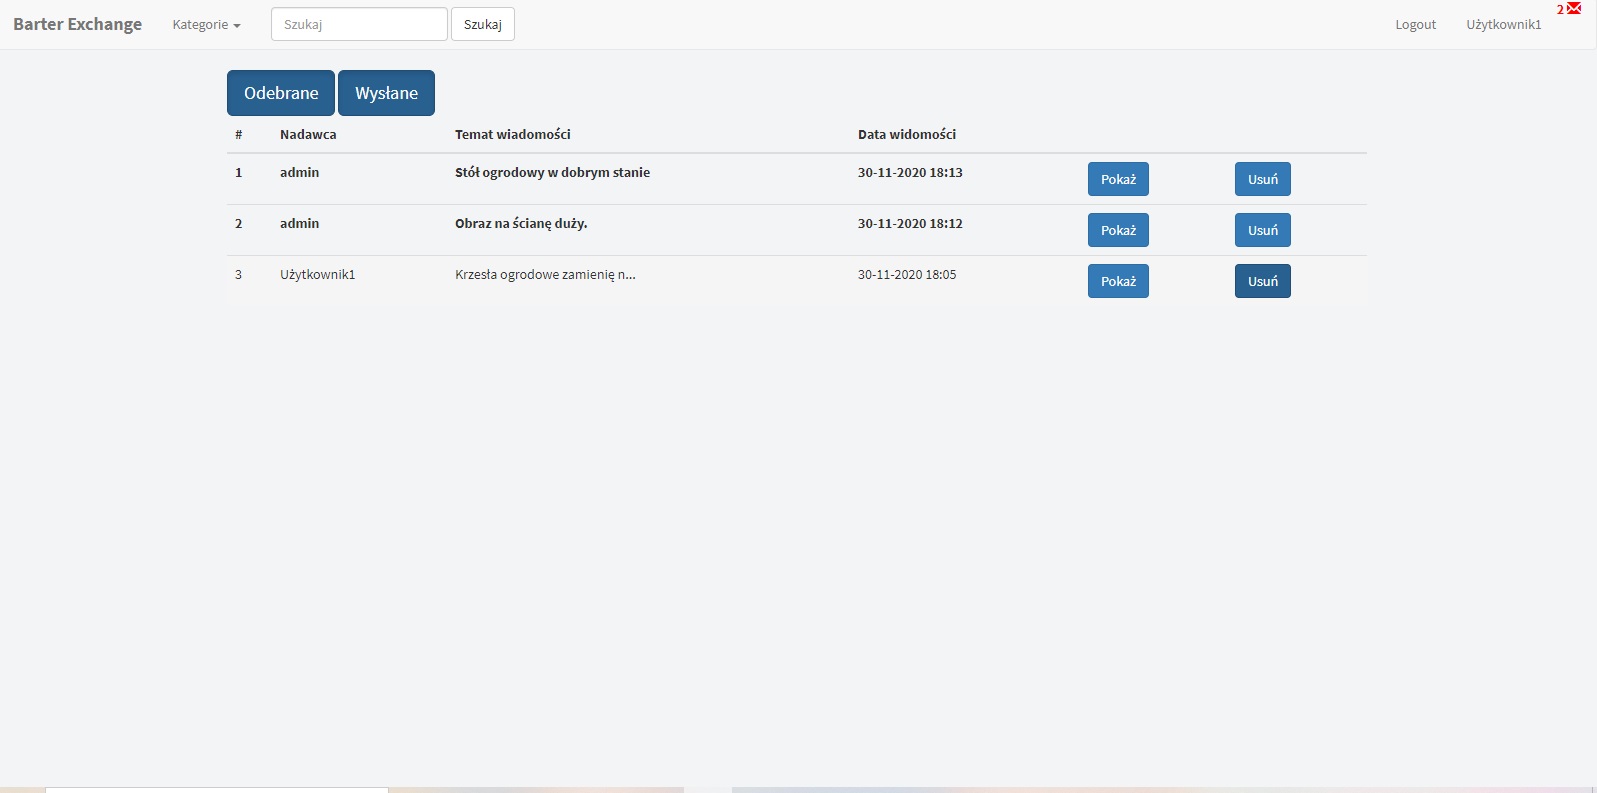 Barter Exchange Kategorie Szukaj Szukaj Logout Użytkownik1 2
Odebrane Wysłane
# Nadawca Temat wiadomości Data widomości
1 admin Stół ogrodowy w dobrym stanie 30-11-2020 18:13 Pokaż Usuń
2 admin Obraz na ścianę duży. 30-11-2020 18:12 Pokaż Usuń
3 Użytkownik1 Krzesła ogrodowe zamienię n... 30-11-2020 18:05 Pokaż Usuń